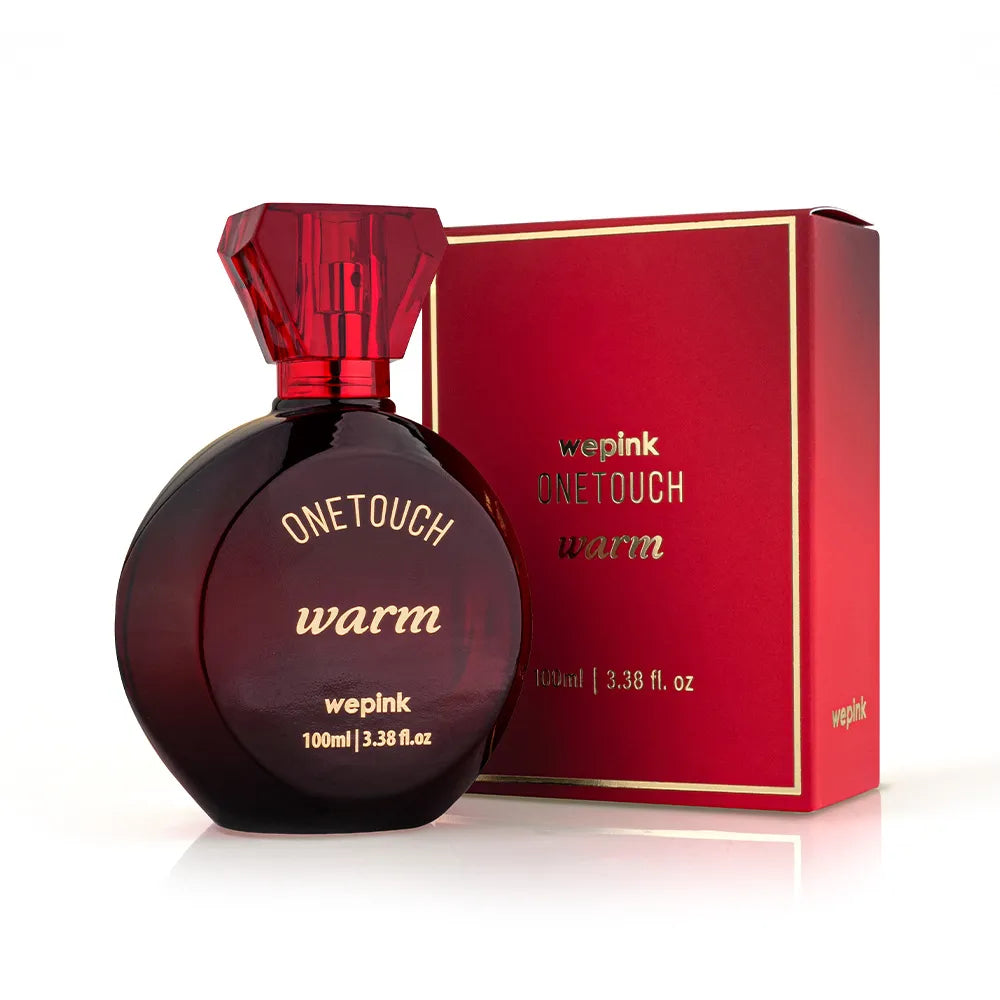 ONETOUCH
warm
wepink
100ml | 3.38 fl.oz
wepink
ONETOUCH
warm
100ml | 3.38 fl. oz
wepink